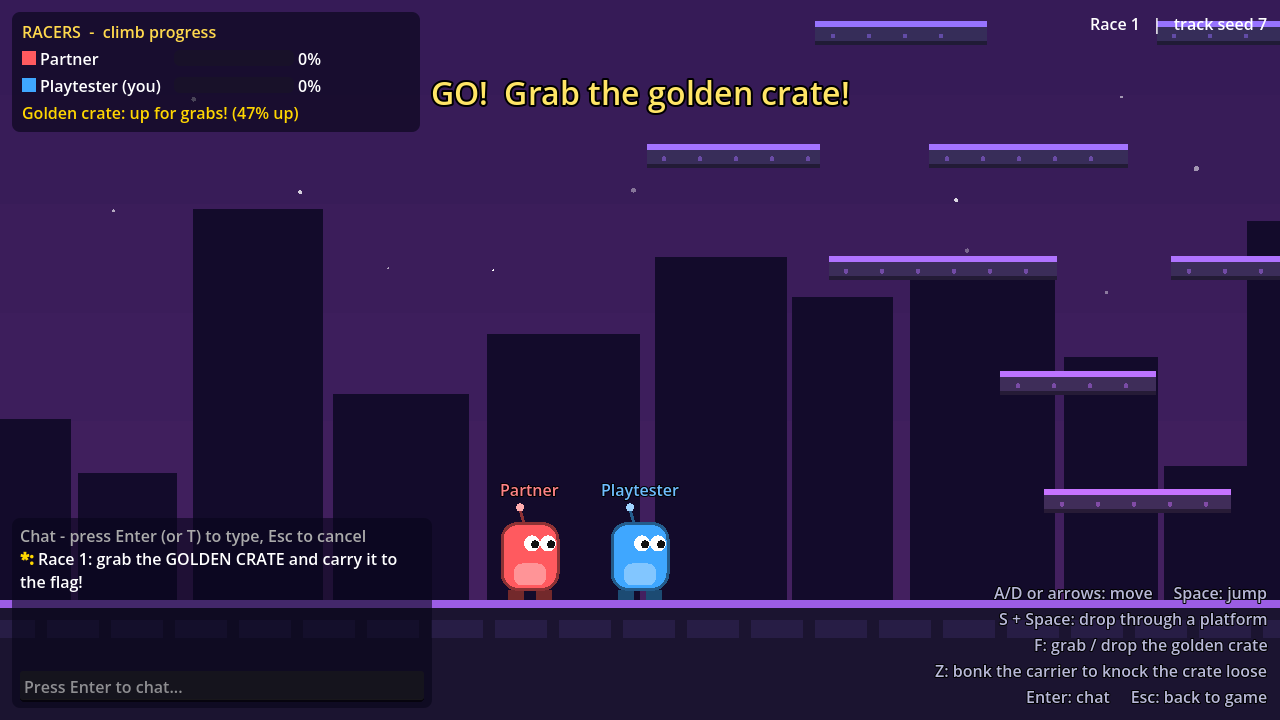 RACERS  -  climb progress
Partner 0%
Playtester (you) 0%
Golden crate: up for grabs! (47% up)
Race 1 | track seed 7
GO!  Grab the golden crate!
Partner
Playtester
Chat - press Enter (or T) to type, Esc to cancel
*: Race 1: grab the GOLDEN CRATE and carry it to
the flag!
Press Enter to chat...
A/D or arrows: move Space: jump
S + Space: drop through a platform
F: grab / drop the golden crate
Z: bonk the carrier to knock the crate loose
Enter: chat Esc: back to game